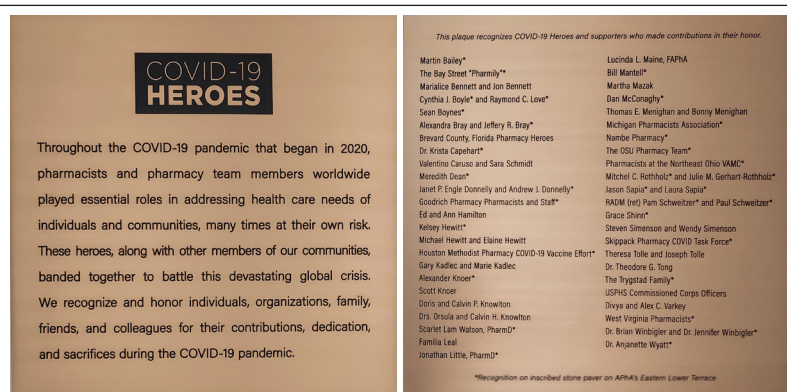 COVID-19
HEROES
Throughout the COVID-19 pandemic that began in 2020,
pharmacists and pharmacy team members worldwide
played essential roles in addressing health care needs of
individuals and communities, many times at their own risk.
These heroes, along with other members of our communities,
banded together to battle this devastating global crisis.
We recognize and honor individuals, organizations, family,
friends, and colleagues for their contributions, dedication,
and sacrifices during the COVID-19 pandemic.
This plaque recognizes COVID-19 Heroes and supporters who made contributions in their honor.
Martin Bailey*
The Bay Street "Pharmily"*
Marialice Bennett and Jon Bennett
Cynthia J. Boyle* and Raymond C. Love*
Sean Boynes*
Alexandra Bray and Jeffery R. Bray*
Brevard County, Florida Pharmacy Heroes
Dr. Krista Capehart*
Valentino Caruso and Sara Schmidt
Meredith Dean*
Janet P. Engle Donnelly and Andrew J. Donnelly*
Goodrich Pharmacy Pharmacists and Staff*
Ed and Ann Hamilton
Kelsey Hewitt*
Michael Hewitt and Elaine Hewitt
Houston Methodist Pharmacy COVID-19 Vaccine Effort*
Gary Kadlec and Marie Kadlec
Alexander Knoer*
Scott Knoer
Doris and Calvin P. Knowlton
Drs. Orsula and Calvin H. Knowlton
Scarlet Lam Watson, PharmD*
Familia Leal
Jonathan Little, PharmD*
Lucinda L. Maine, FAPhA
Bill Mantell*
Martha Mazak
Dan McConaghy*
Thomas E. Menighan and Bonny Menighan
Michigan Pharmacists Association*
Nambe Pharmacy*
The OSU Pharmacy Team*
Pharmacists at the Northeast Ohio VAMC*
Mitchel C. Rothholz* and Julie M. Gerhart-Rothholz*
Jason Sapia* and Laura Sapia*
RADM (ret) Pam Schweitzer* and Paul Schweitzer*
Grace Shinn*
Steven Simenson and Wendy Simenson
Skippack Pharmacy COVID Task Force*
Theresa Tolle and Joseph Tolle
Dr. Theodore G. Tong
The Trygstad Family*
USPHS Commissioned Corps Officers
Divya and Alex C. Varkey
West Virginia Pharmacists*
Dr. Brian Winbigler and Dr. Jennifer Winbigler*
Dr. Anjanette Wyatt*
*Recognition on inscribed stone paver on APhA's Eastern Lower Terrace